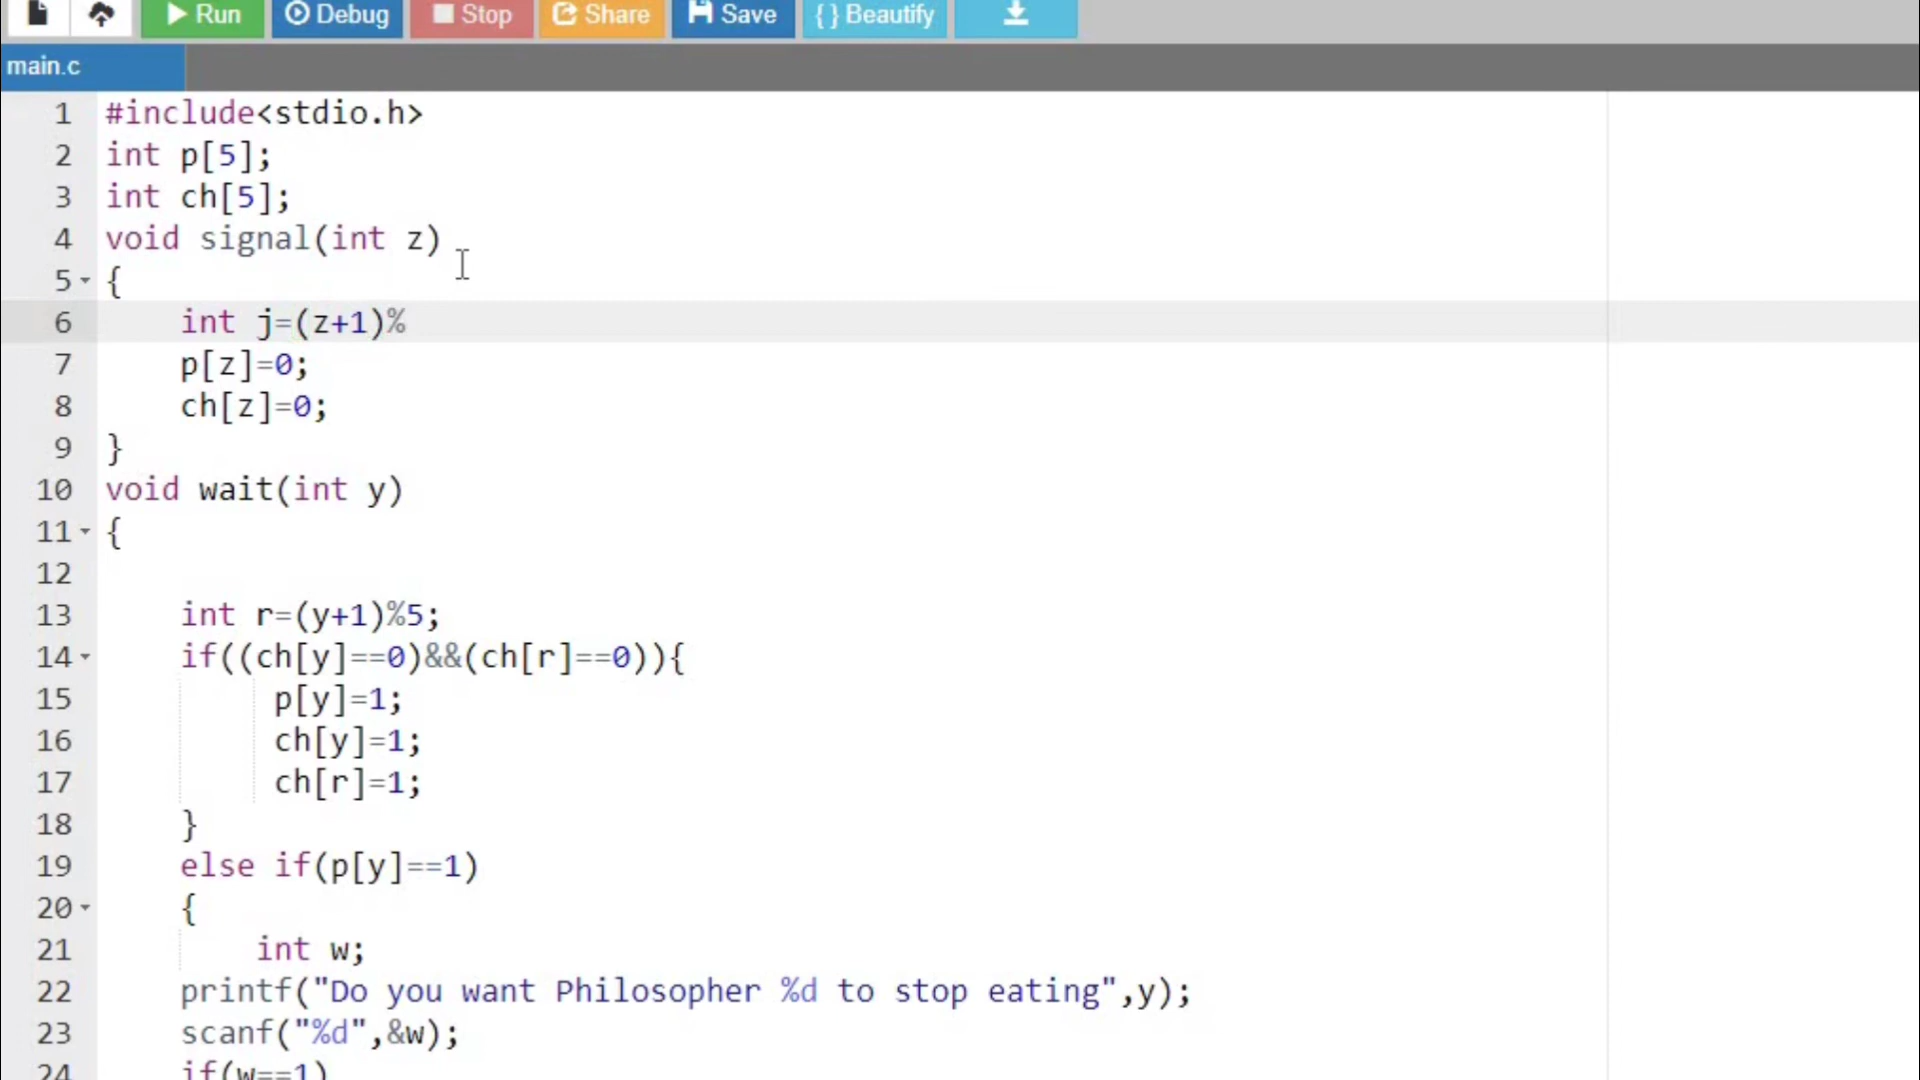 Run Debug Stop Share Save {} Beautify
main.c
1 #include<stdio.h>
2 int p[5];
3 int ch[5];
4 void signal(int z)
5 {
6 int j=(z+1)%
7 p[z]=0;
8 ch[z]=0;
9 }
10 void wait(int y)
11 {
12
13 int r=(y+1)%5;
14 if((ch[y]==0)&&(ch[r]==0)){
15 p[y]=1;
16 ch[y]=1;
17 ch[r]=1;
18 }
19 else if(p[y]==1)
20 {
21 int w;
22 printf("Do you want Philosopher %d to stop eating",y);
23 scanf("%d",&w);
24 if(w==1)